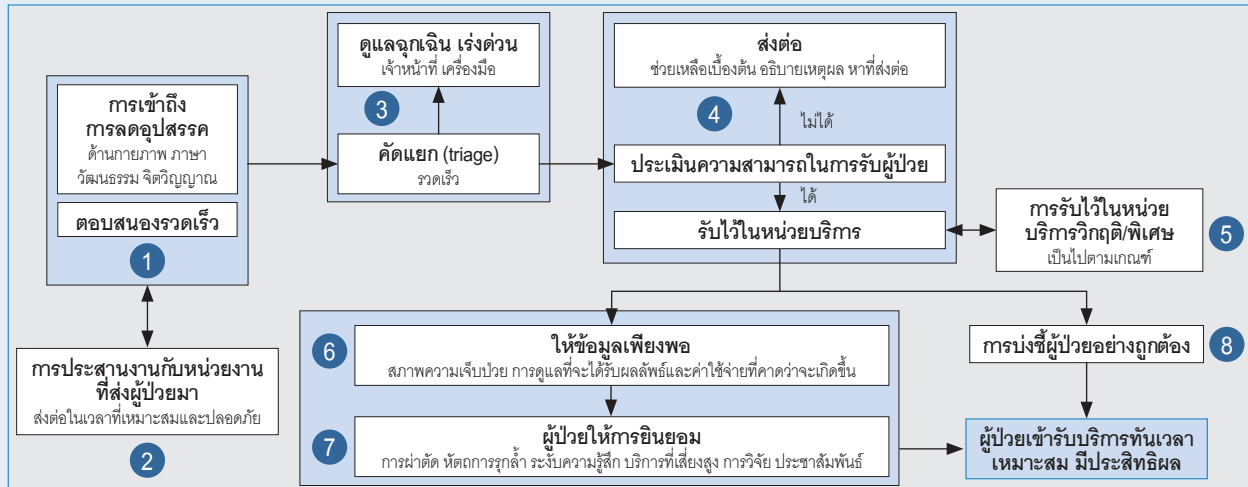 การเข้าถึง
การลดอุปสรรค
ด้านกายภาพ ภาษา
วัฒนธรรม จิตวิญญาณ
ตอบสนองรวดเร็ว
1
การประสานงานกับหน่วยงาน
ที่ส่งผู้ป่วยมา
ส่งต่อในเวลาที่เหมาะสมและปลอดภัย
2
ดูแลฉุกเฉิน เร่งด่วน
เจ้าหน้าที่ เครื่องมือ
3
คัดแยก (triage)
รวดเร็ว
ส่งต่อ
ช่วยเหลือเบื้องต้น อธิบายเหตุผล หาที่ส่งต่อ
4
ไม่ได้
ประเมินความสามารถในการรับผู้ป่วย
ได้
รับไว้ในหน่วยบริการ
การรับไว้ในหน่วย
บริการวิกฤติ/พิเศษ
เป็นไปตามเกณฑ์
5
6
ให้ข้อมูลเพียงพอ
สภาพความเจ็บป่วย การดูแลที่จะได้รับผลลัพธ์และค่าใช้จ่ายที่คาดว่าจะเกิดขึ้น
7
ผู้ป่วยให้การยินยอม
การผ่าตัด หัตถการรุกล้ำ ระงับความรู้สึก บริการที่เสี่ยงสูง การวิจัย ประชาสัมพันธ์
การบ่งชี้ผู้ป่วยอย่างถูกต้อง
8
ผู้ป่วยเข้ารับบริการทันเวลา
เหมาะสม มีประสิทธิผล